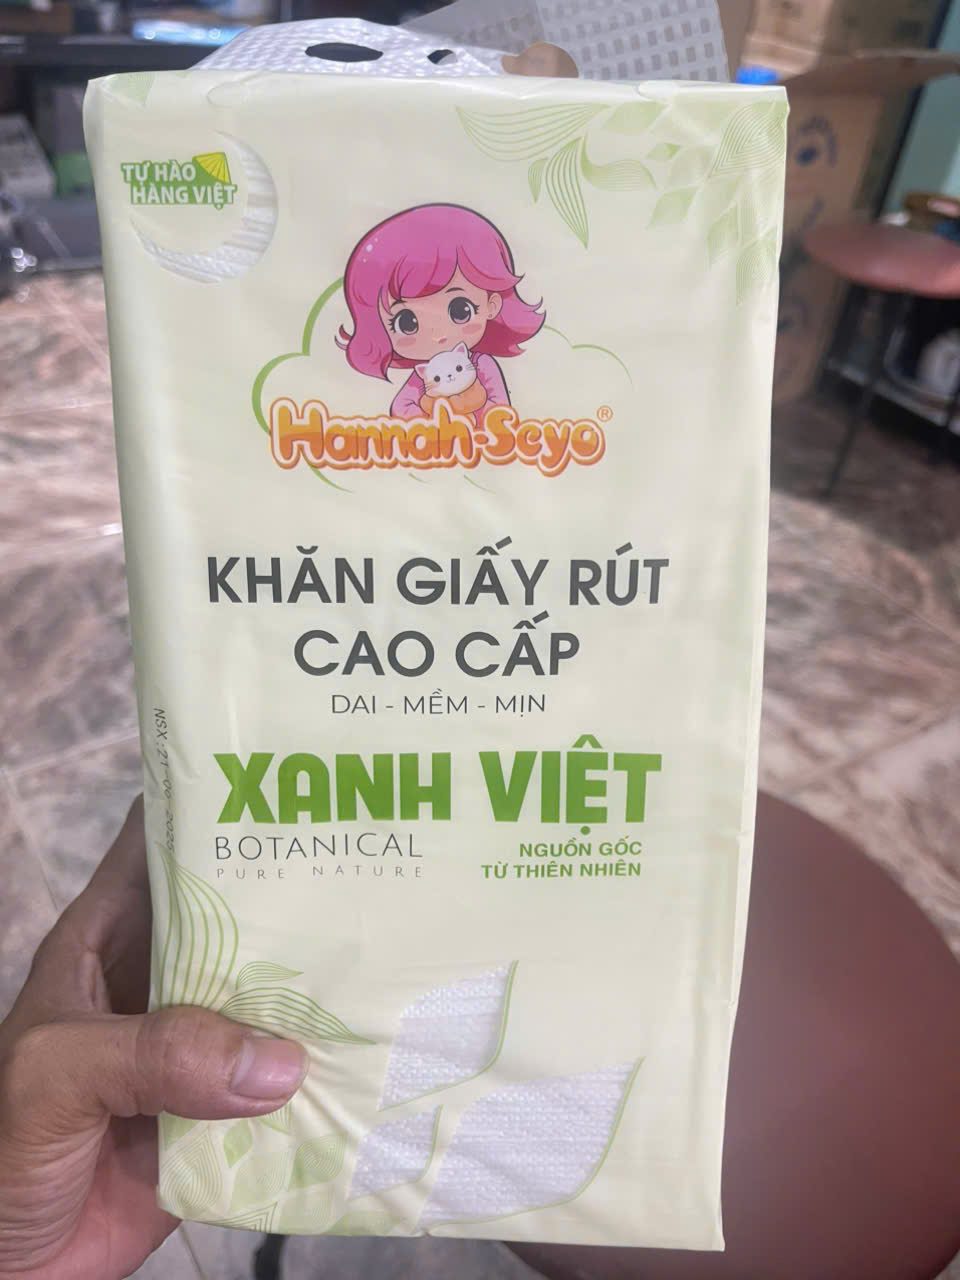 TỰ HÀO
HÀNG VIỆT
Hannah-Seyo®
KHĂN GIẤY RÚT
CAO CẤP
DAI - MỀM - MỊN
XANH VIỆT
BOTANICAL
PURE NATURE
NGUỒN GỐC
TỪ THIÊN NHIÊN
NSX: